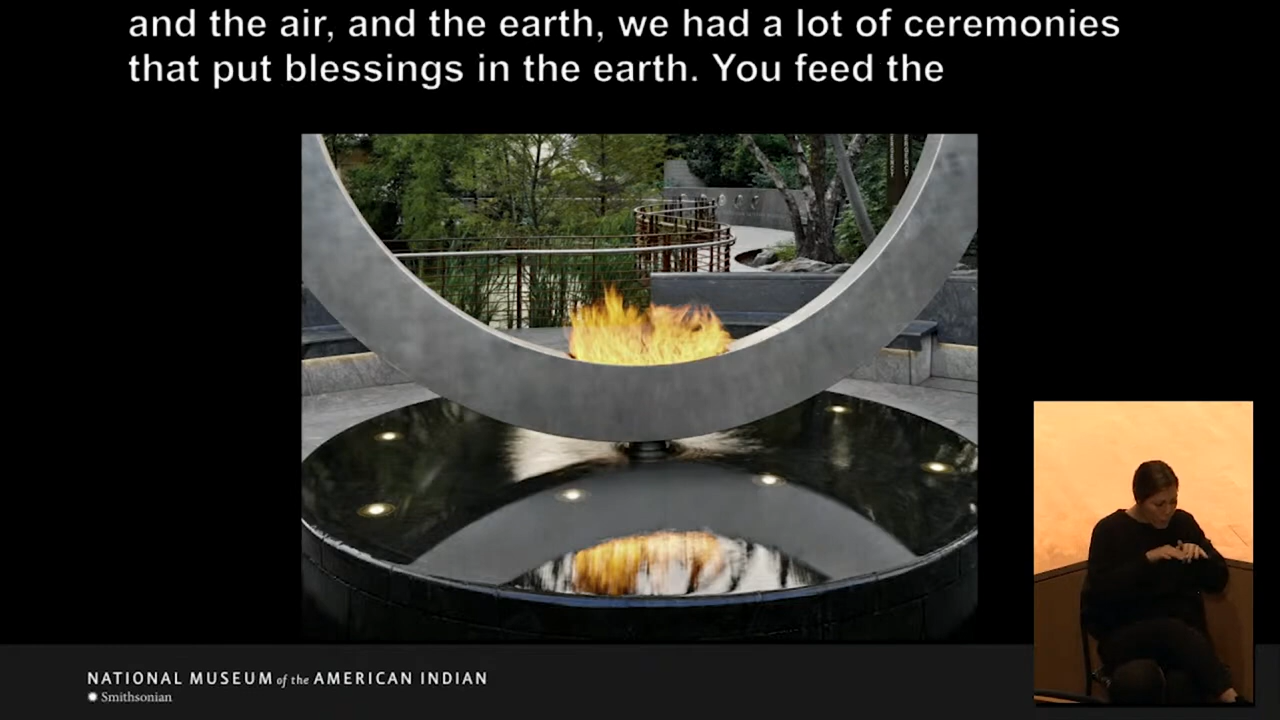 and the air, and the earth, we had a lot of ceremonies
that put blessings in the earth. You feed the
NATIONAL MUSEUM of the AMERICAN INDIAN
Smithsonian